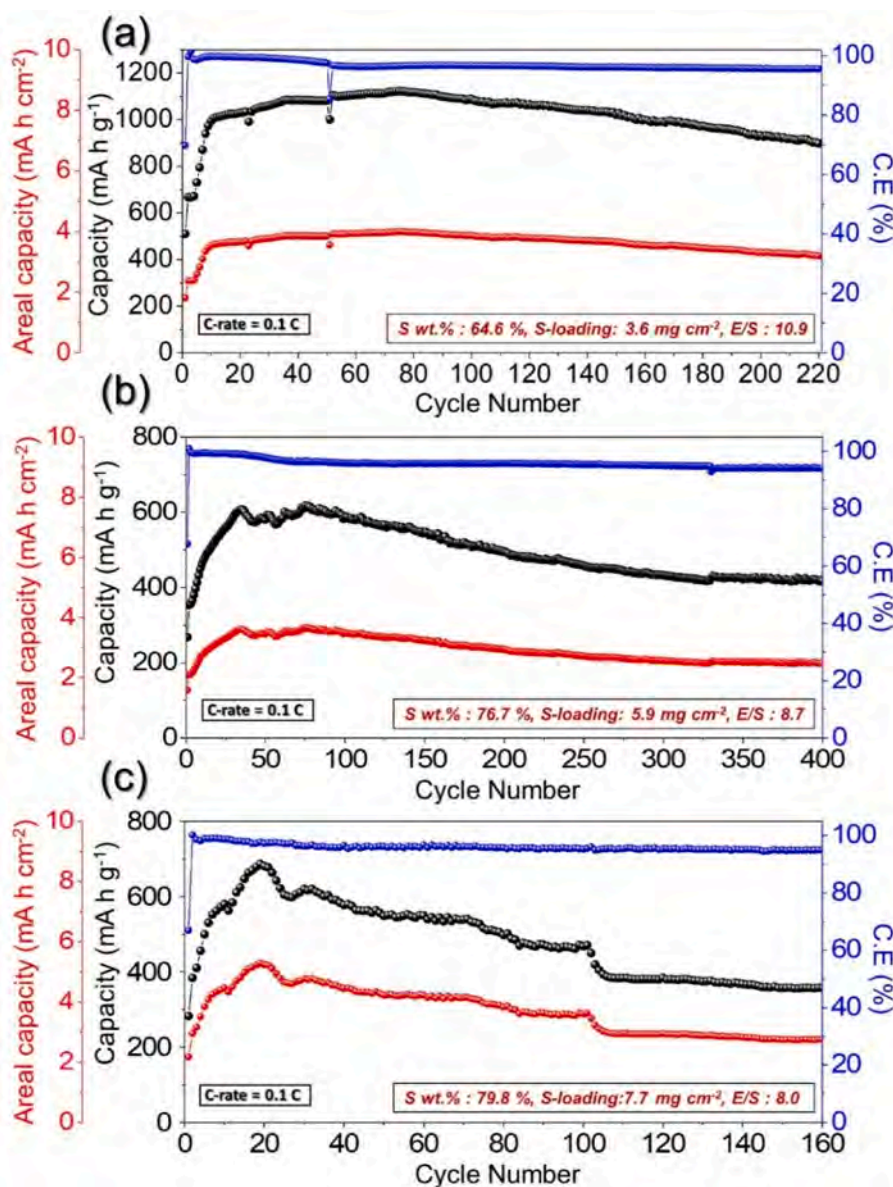 (a)
10
8
6
4
2
0
Areal capacity (mA h cm-2)
1200
1000
800
600
400
200
0
Capacity (mA h g-1)
100
80
60
40
20
0
C.E (%)
C-rate = 0.1 C
S wt.% : 64.6 %, S-loading: 3.6 mg cm-2, E/S : 10.9
0 20 40 60 80 100 120 140 160 180 200 220
Cycle Number
(b)
10
8
6
4
2
0
Areal capacity (mA h cm-2)
800
600
400
200
0
Capacity (mA h g-1)
100
80
60
40
20
0
C.E (%)
C-rate = 0.1 C
S wt.% : 76.7 %, S-loading: 5.9 mg cm-2, E/S : 8.7
0 50 100 150 200 250 300 350 400
Cycle Number
(c)
10
8
6
4
2
0
Areal capacity (mA h cm-2)
800
600
400
200
0
Capacity (mA h g-1)
100
80
60
40
20
0
C.E (%)
C-rate = 0.1 C
S wt.% : 79.8 %, S-loading:7.7 mg cm-2, E/S : 8.0
0 20 40 60 80 100 120 140 160
Cycle Number